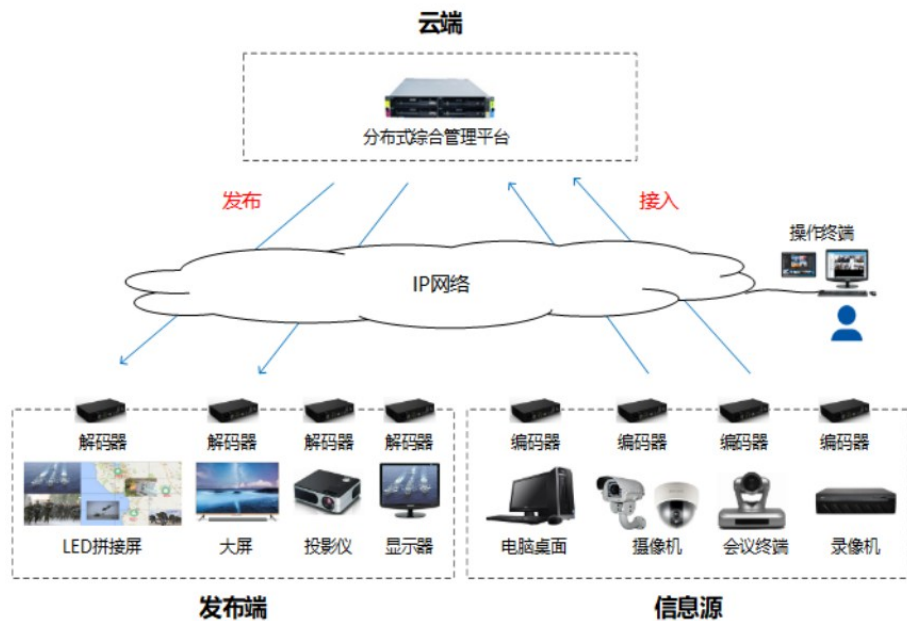 云端
分布式综合管理平台
发布
接入
操作终端
IP网络
解码器
解码器
解码器
解码器
编码器
编码器
编码器
编码器
LED拼接屏
大屏
投影仪
显示器
电脑桌面
摄像机
会议终端
录像机
发布端
信息源